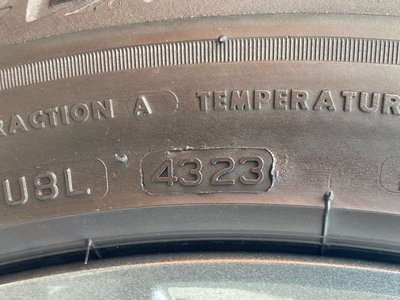 RACTION A TEMPERATUR
U8L 4323